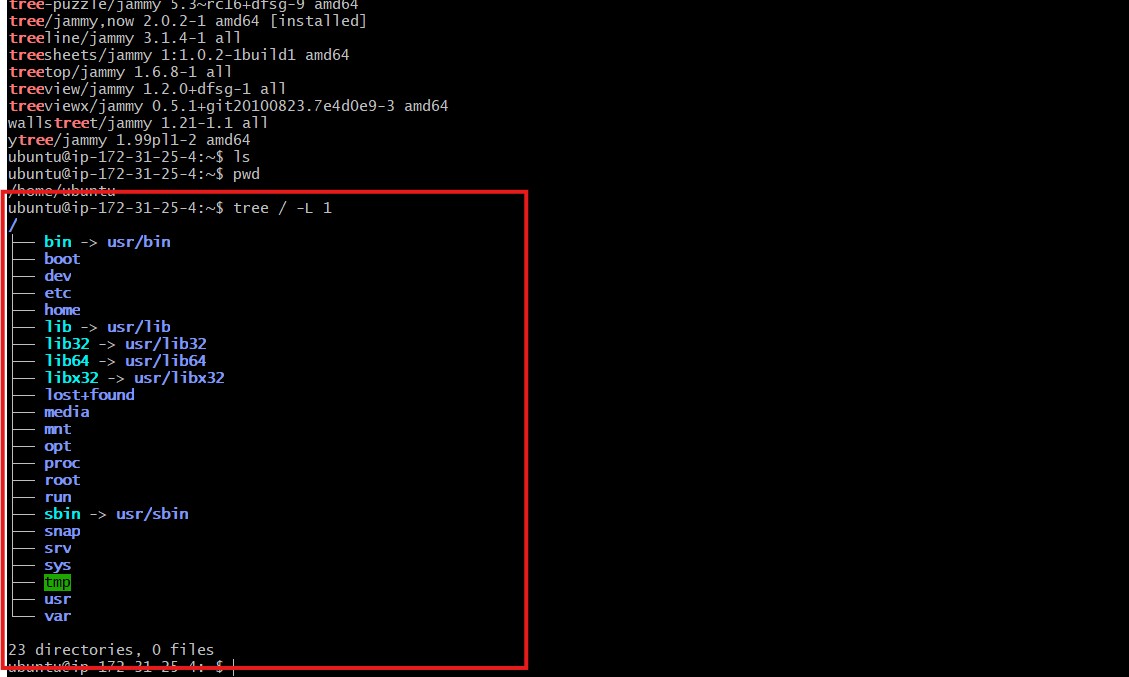 tree-puzzle/jammy 5.3~rc16+dfsg-9 amd64
tree/jammy,now 2.0.2-1 amd64 [installed]
treeline/jammy 3.1.4-1 all
treesheets/jammy 1:1.0.2-1build1 amd64
treetop/jammy 1.6.8-1 all
treeview/jammy 1.2.0+dfsg-1 all
treeviewx/jammy 0.5.1+git20100823.7e4d0e9-3 amd64
wallstreet/jammy 1.21-1.1 all
ytree/jammy 1.99pl1-2 amd64
ubuntu@ip-172-31-25-4:~$ ls
ubuntu@ip-172-31-25-4:~$ pwd
/home/ubuntu
ubuntu@ip-172-31-25-4:~$ tree / -L 1
/
├── bin -> usr/bin
├── boot
├── dev
├── etc
├── home
├── lib -> usr/lib
├── lib32 -> usr/lib32
├── lib64 -> usr/lib64
├── libx32 -> usr/libx32
├── lost+found
├── media
├── mnt
├── opt
├── proc
├── root
├── run
├── sbin -> usr/sbin
├── snap
├── srv
├── sys
├── tmp
├── usr
└── var
23 directories, 0 files
ubuntu@ip-172-31-25-4:~$